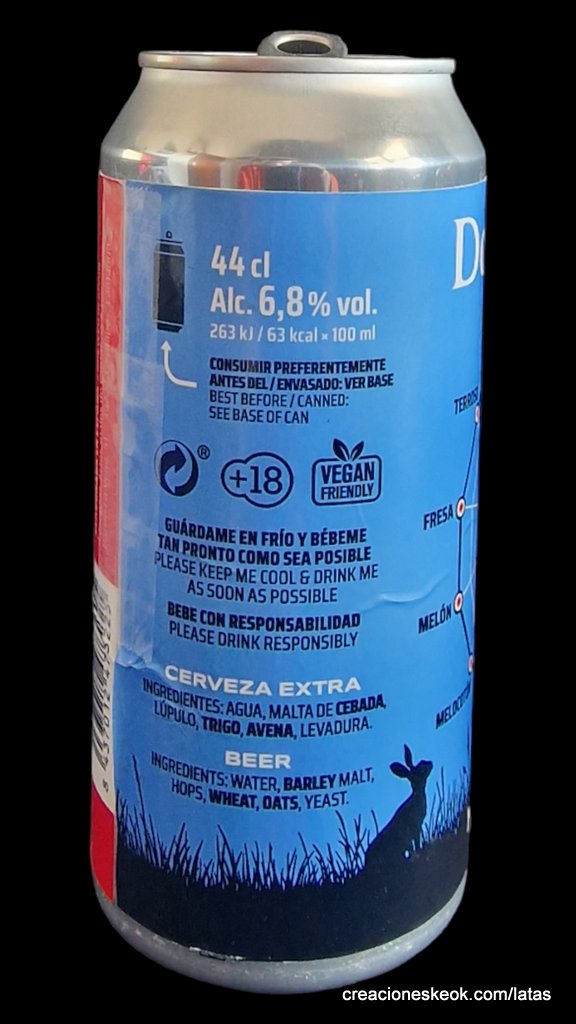 44 cl
Alc. 6,8% vol.
263 kJ / 63 kcal × 100 ml
CONSUMIR PREFERENTEMENTE
ANTES DEL / ENVASADO: VER BASE
BEST BEFORE / CANNED:
SEE BASE OF CAN
®
+18
VEGAN
FRIENDLY
GUÁRDAME EN FRÍO Y BÉBEME
TAN PRONTO COMO SEA POSIBLE
PLEASE KEEP ME COOL & DRINK ME
AS SOON AS POSSIBLE
BEBE CON RESPONSABILIDAD
PLEASE DRINK RESPONSIBLY
CERVEZA EXTRA
INGREDIENTES: AGUA, MALTA DE CEBADA,
LÚPULO, TRIGO, AVENA, LEVADURA.
BEER
INGREDIENTS: WATER, BARLEY MALT,
HOPS, WHEAT, OATS, YEAST.
FRESA
MELÓN
creacioneskeok.com/latas